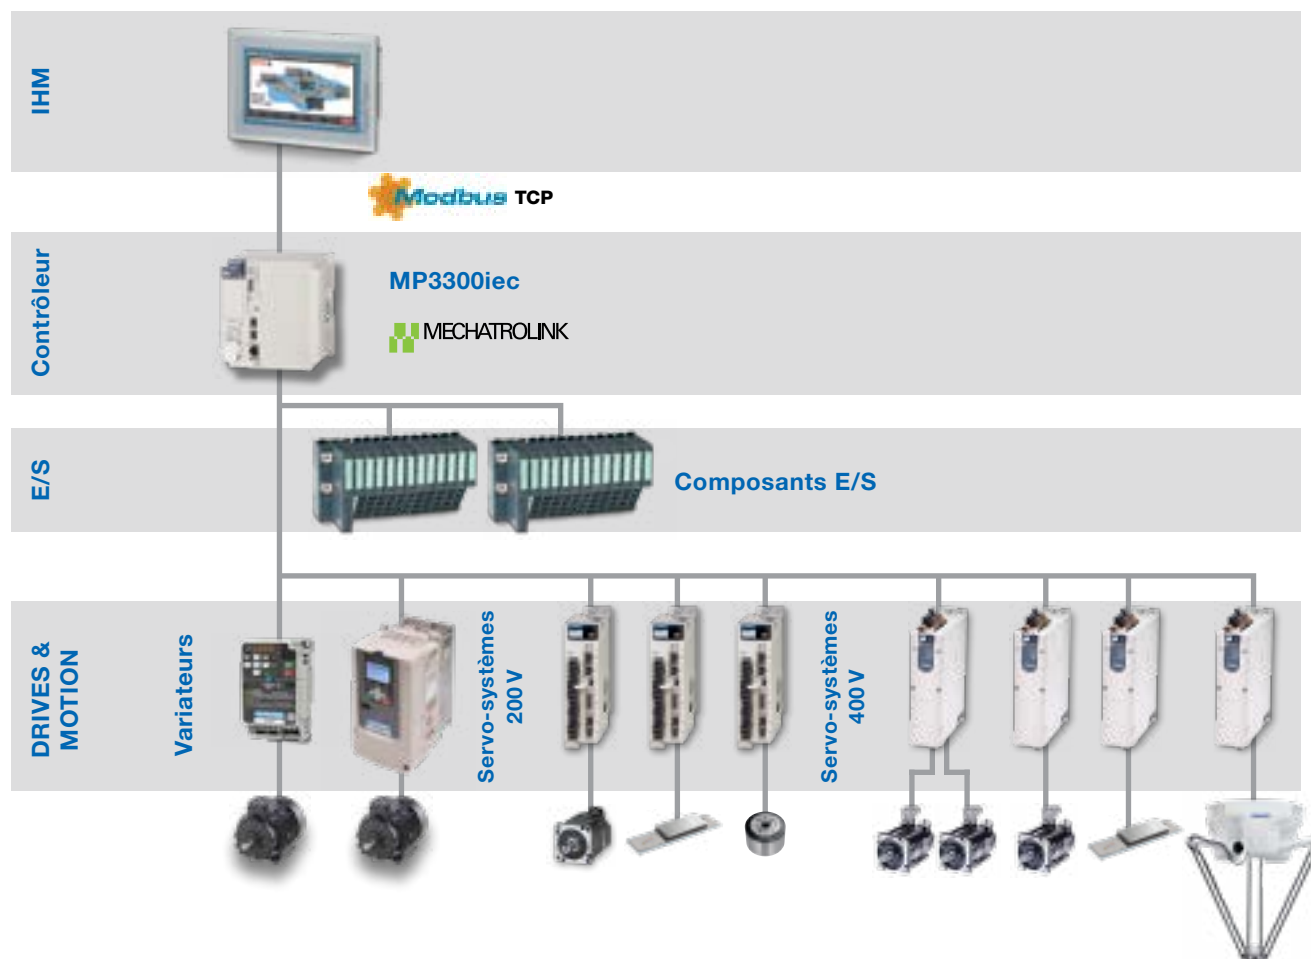 IHM
Modbus TCP
Contrôleur
MP3300iec
MECHATROLINK
E/S
Composants E/S
DRIVES &
MOTION
Variateurs
Servo-systèmes
200 V
Servo-systèmes
400 V